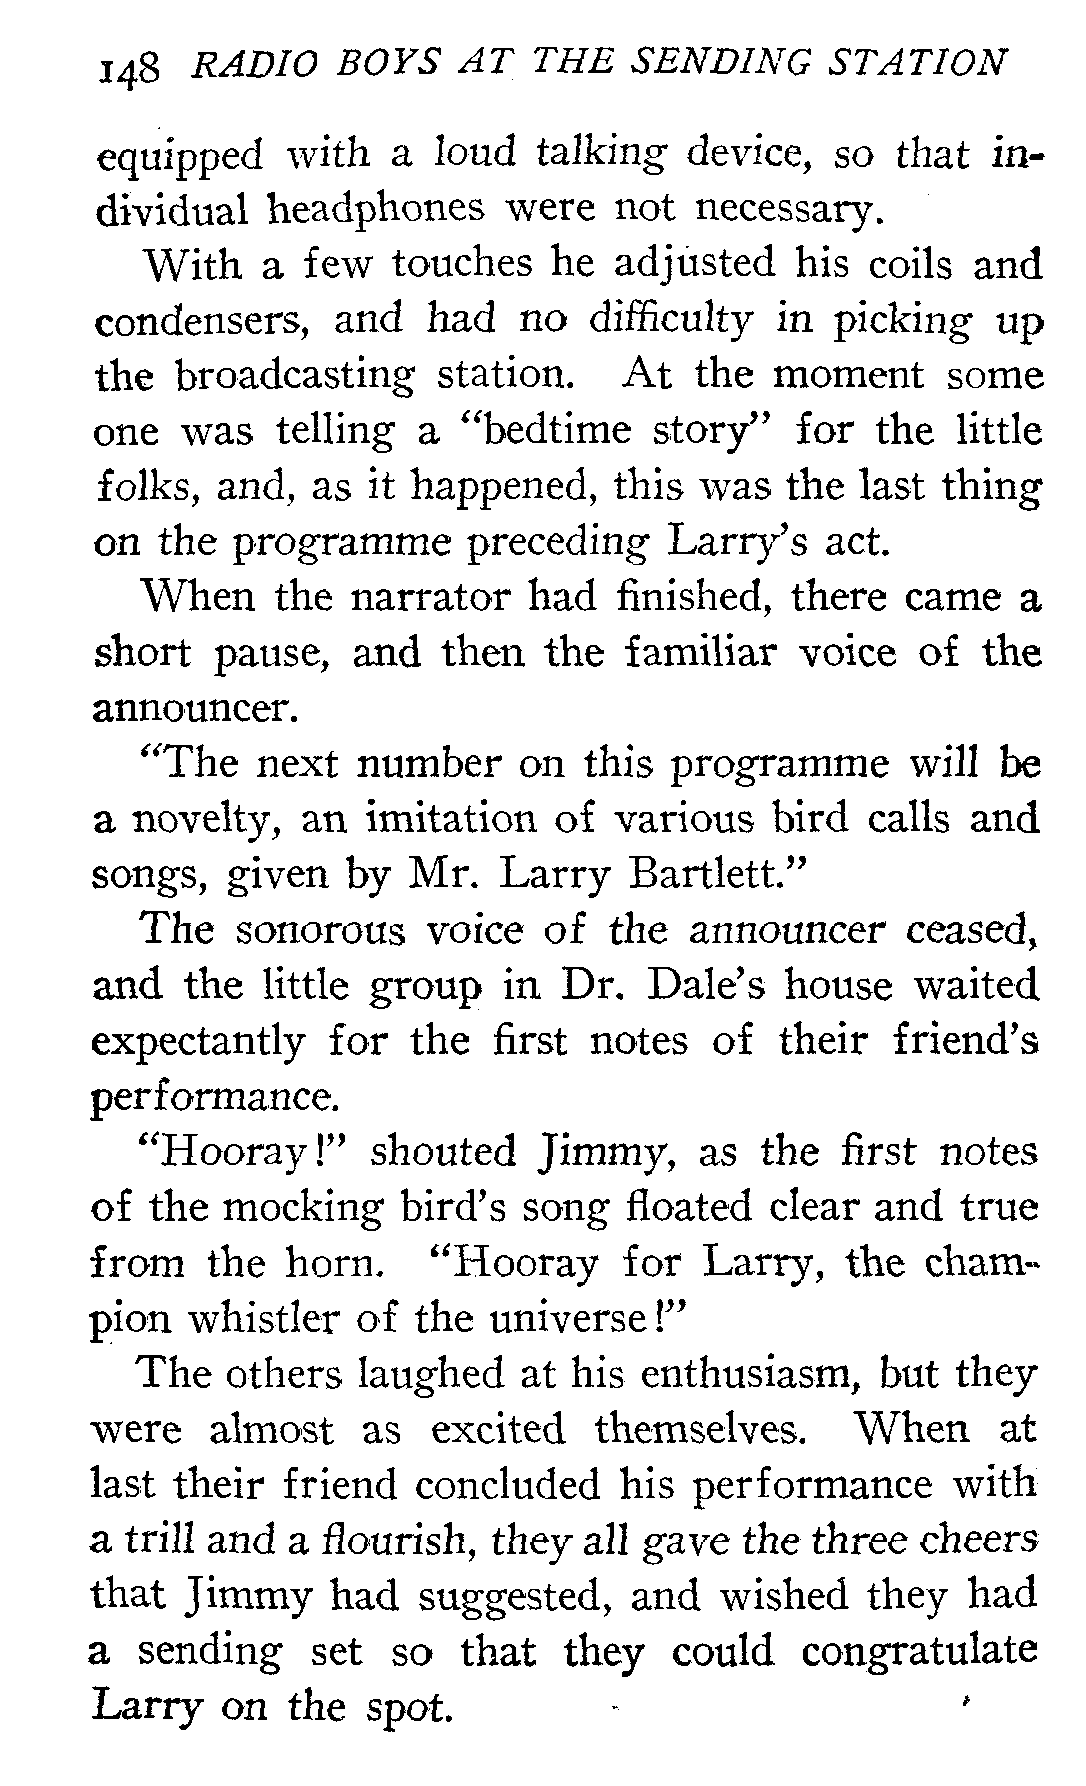 148 RADIO BOYS AT THE SENDING STATION
equipped with a loud talking device, so that in-
dividual headphones were not necessary.
With a few touches he adjusted his coils and
condensers, and had no difficulty in picking up
the broadcasting station. At the moment some
one was telling a "bedtime story" for the little
folks, and, as it happened, this was the last thing
on the programme preceding Larry's act.
When the narrator had finished, there came a
short pause, and then the familiar voice of the
announcer.
"The next number on this programme will be
a novelty, an imitation of various bird calls and
songs, given by Mr. Larry Bartlett."
The sonorous voice of the announcer ceased,
and the little group in Dr. Dale's house waited
expectantly for the first notes of their friend's
performance.
"Hooray!" shouted Jimmy, as the first notes
of the mocking bird's song floated clear and true
from the horn. "Hooray for Larry, the cham-
pion whistler of the universe!"
The others laughed at his enthusiasm, but they
were almost as excited themselves. When at
last their friend concluded his performance with
a trill and a flourish, they all gave the three cheers
that Jimmy had suggested, and wished they had
a sending set so that they could congratulate
Larry on the spot.